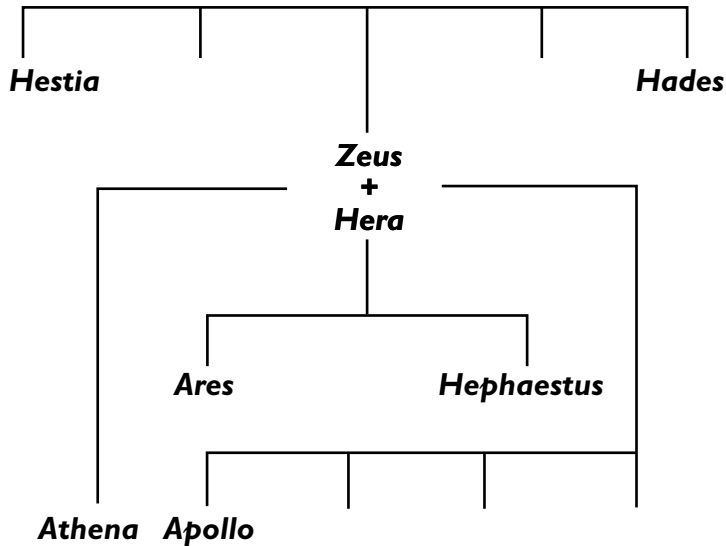 Hestia
Hades
Zeus
+
Hera
Ares
Hephaestus
Athena
Apollo